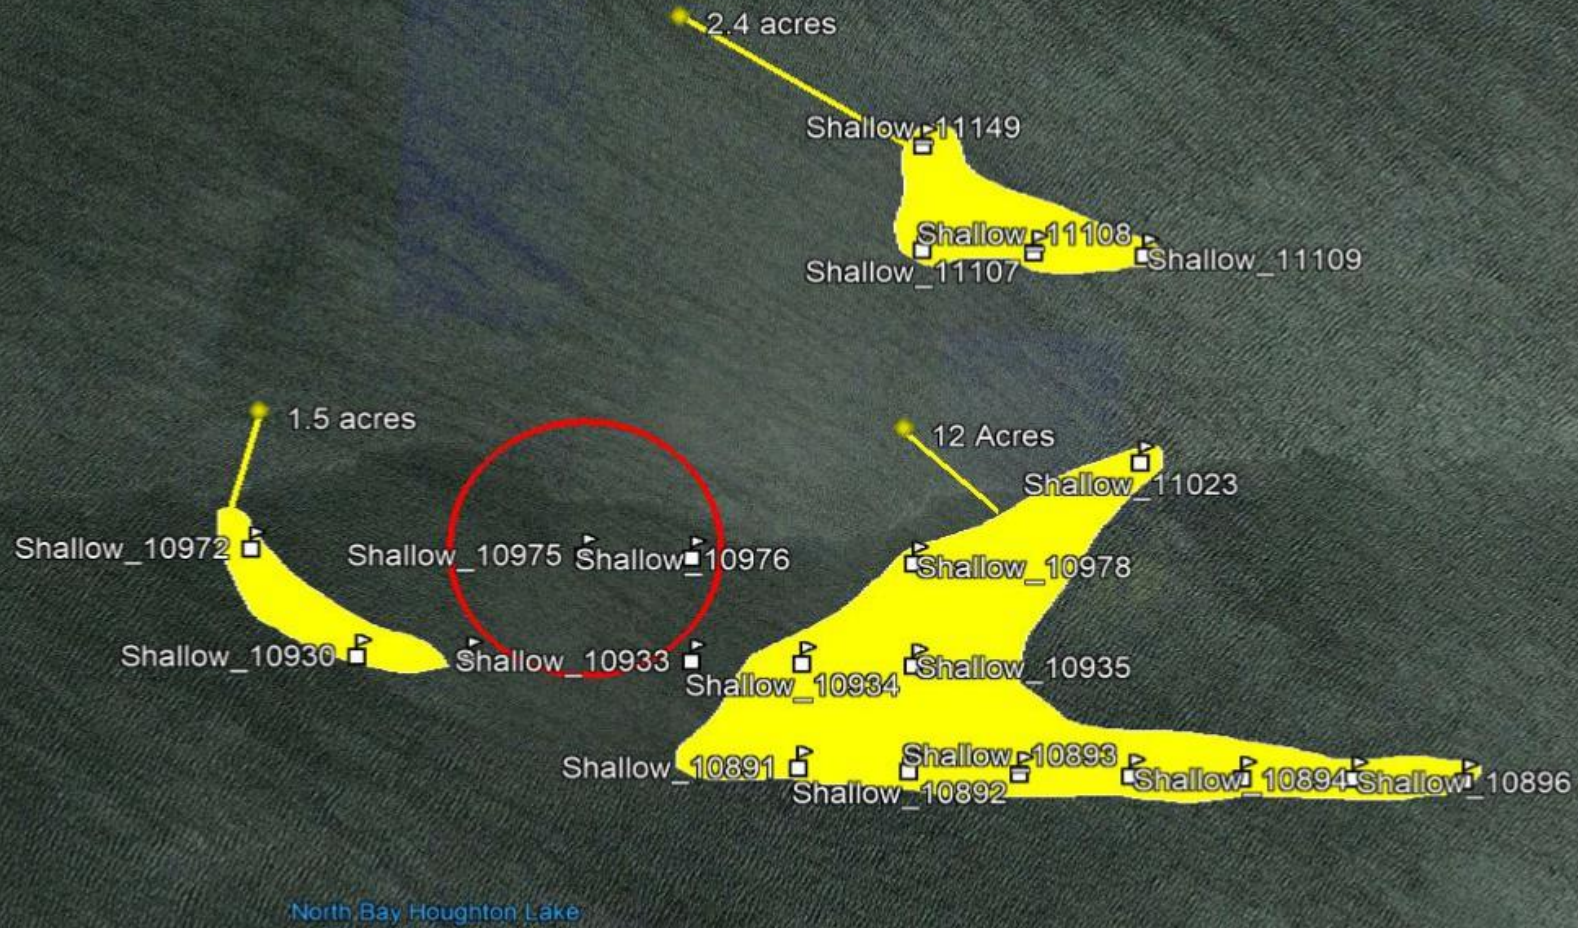 2.4 acres
Shallow_11149
Shallow_11108
Shallow_11107
Shallow_11109
1.5 acres
12 Acres
Shallow_11023
Shallow_10972
Shallow_10975
Shallow_10976
Shallow_10978
Shallow_10930
Shallow_10933
Shallow_10934
Shallow_10935
Shallow_10891
Shallow_10892
Shallow_10893
Shallow_10894
Shallow_10896
North Bay Houghton Lake